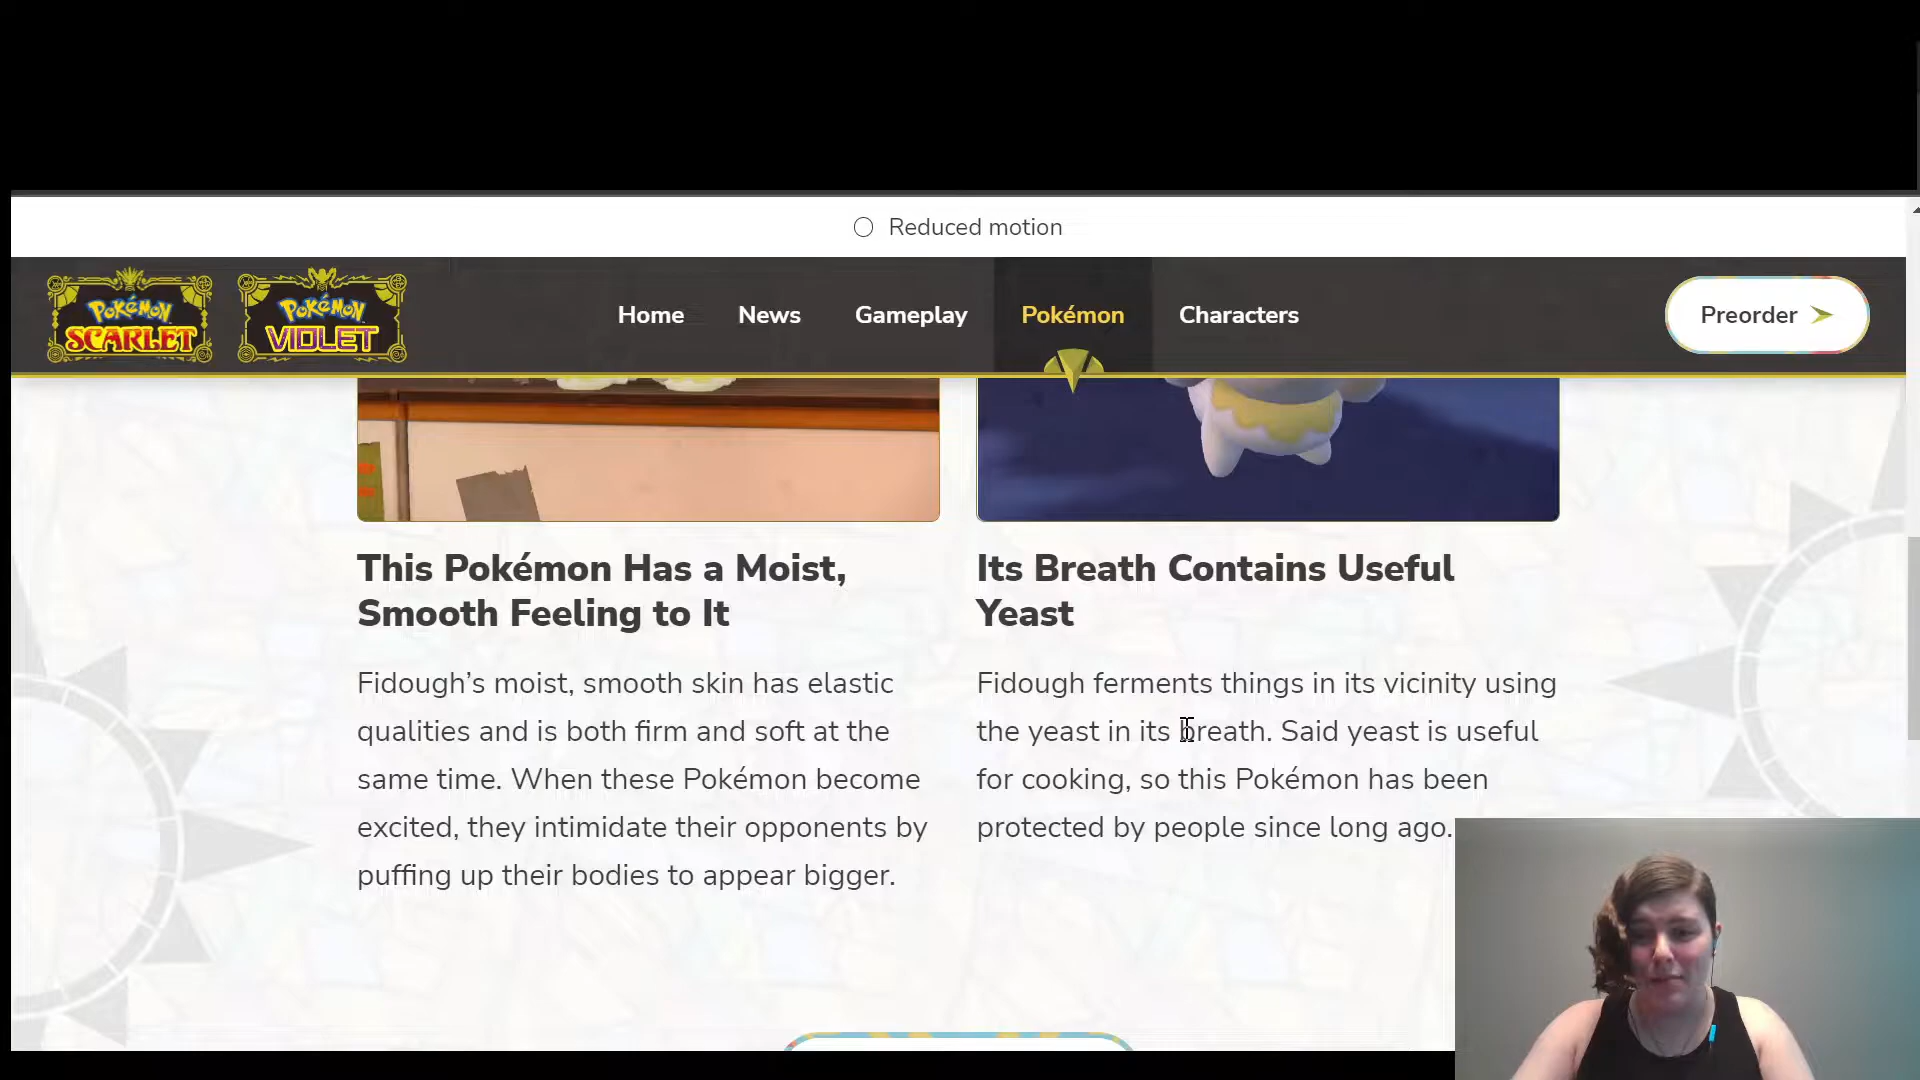 Reduced motion
POKéMON
SCARLET
POKéMON
VIOLET
Home
News
Gameplay
Pokémon
Characters
Preorder
This Pokémon Has a Moist,
Smooth Feeling to It
Fidough’s moist, smooth skin has elastic
qualities and is both firm and soft at the
same time. When these Pokémon become
excited, they intimidate their opponents by
puffing up their bodies to appear bigger.
Its Breath Contains Useful
Yeast
Fidough ferments things in its vicinity using
the yeast in its breath. Said yeast is useful
for cooking, so this Pokémon has been
protected by people since long ago.